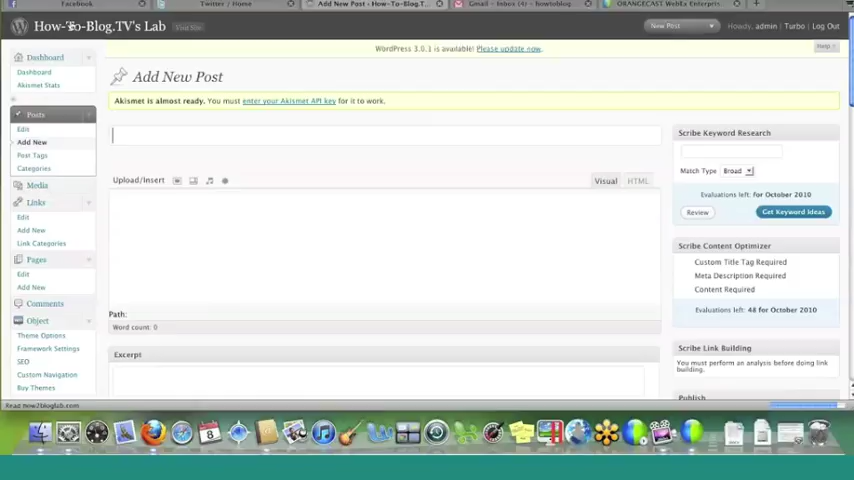 Facebook
Twitter / Home
Add New Post ‹ How-To-Blog.T...
Gmail - Inbox (4) - howtoblog
ORANGECAST WebEx Enterpris...
How-To-Blog.TV's Lab
Visit Site
New Post
Howdy, admin | Turbo | Log Out
WordPress 3.0.1 is available! Please update now.
Help
Dashboard
Dashboard
Akismet Stats
Posts
Edit
Add New
Post Tags
Categories
Media
Links
Edit
Add New
Link Categories
Pages
Edit
Add New
Comments
Object
Theme Options
Framework Settings
SEO
Custom Navigation
Buy Themes
Add New Post
Akismet is almost ready. You must enter your Akismet API key for it to work.
Upload/Insert
Visual
HTML
Path:
Word count: 0
Excerpt
Scribe Keyword Research
Match Type
Broad
Evaluations left: for October 2010
Review
Get Keyword Ideas
Scribe Content Optimizer
Custom Title Tag Required
Meta Description Required
Content Required
Evaluations left: 48 for October 2010
Scribe Link Building
You must perform an analysis before doing link
building.
Publish
Read how2bloglab.com
8